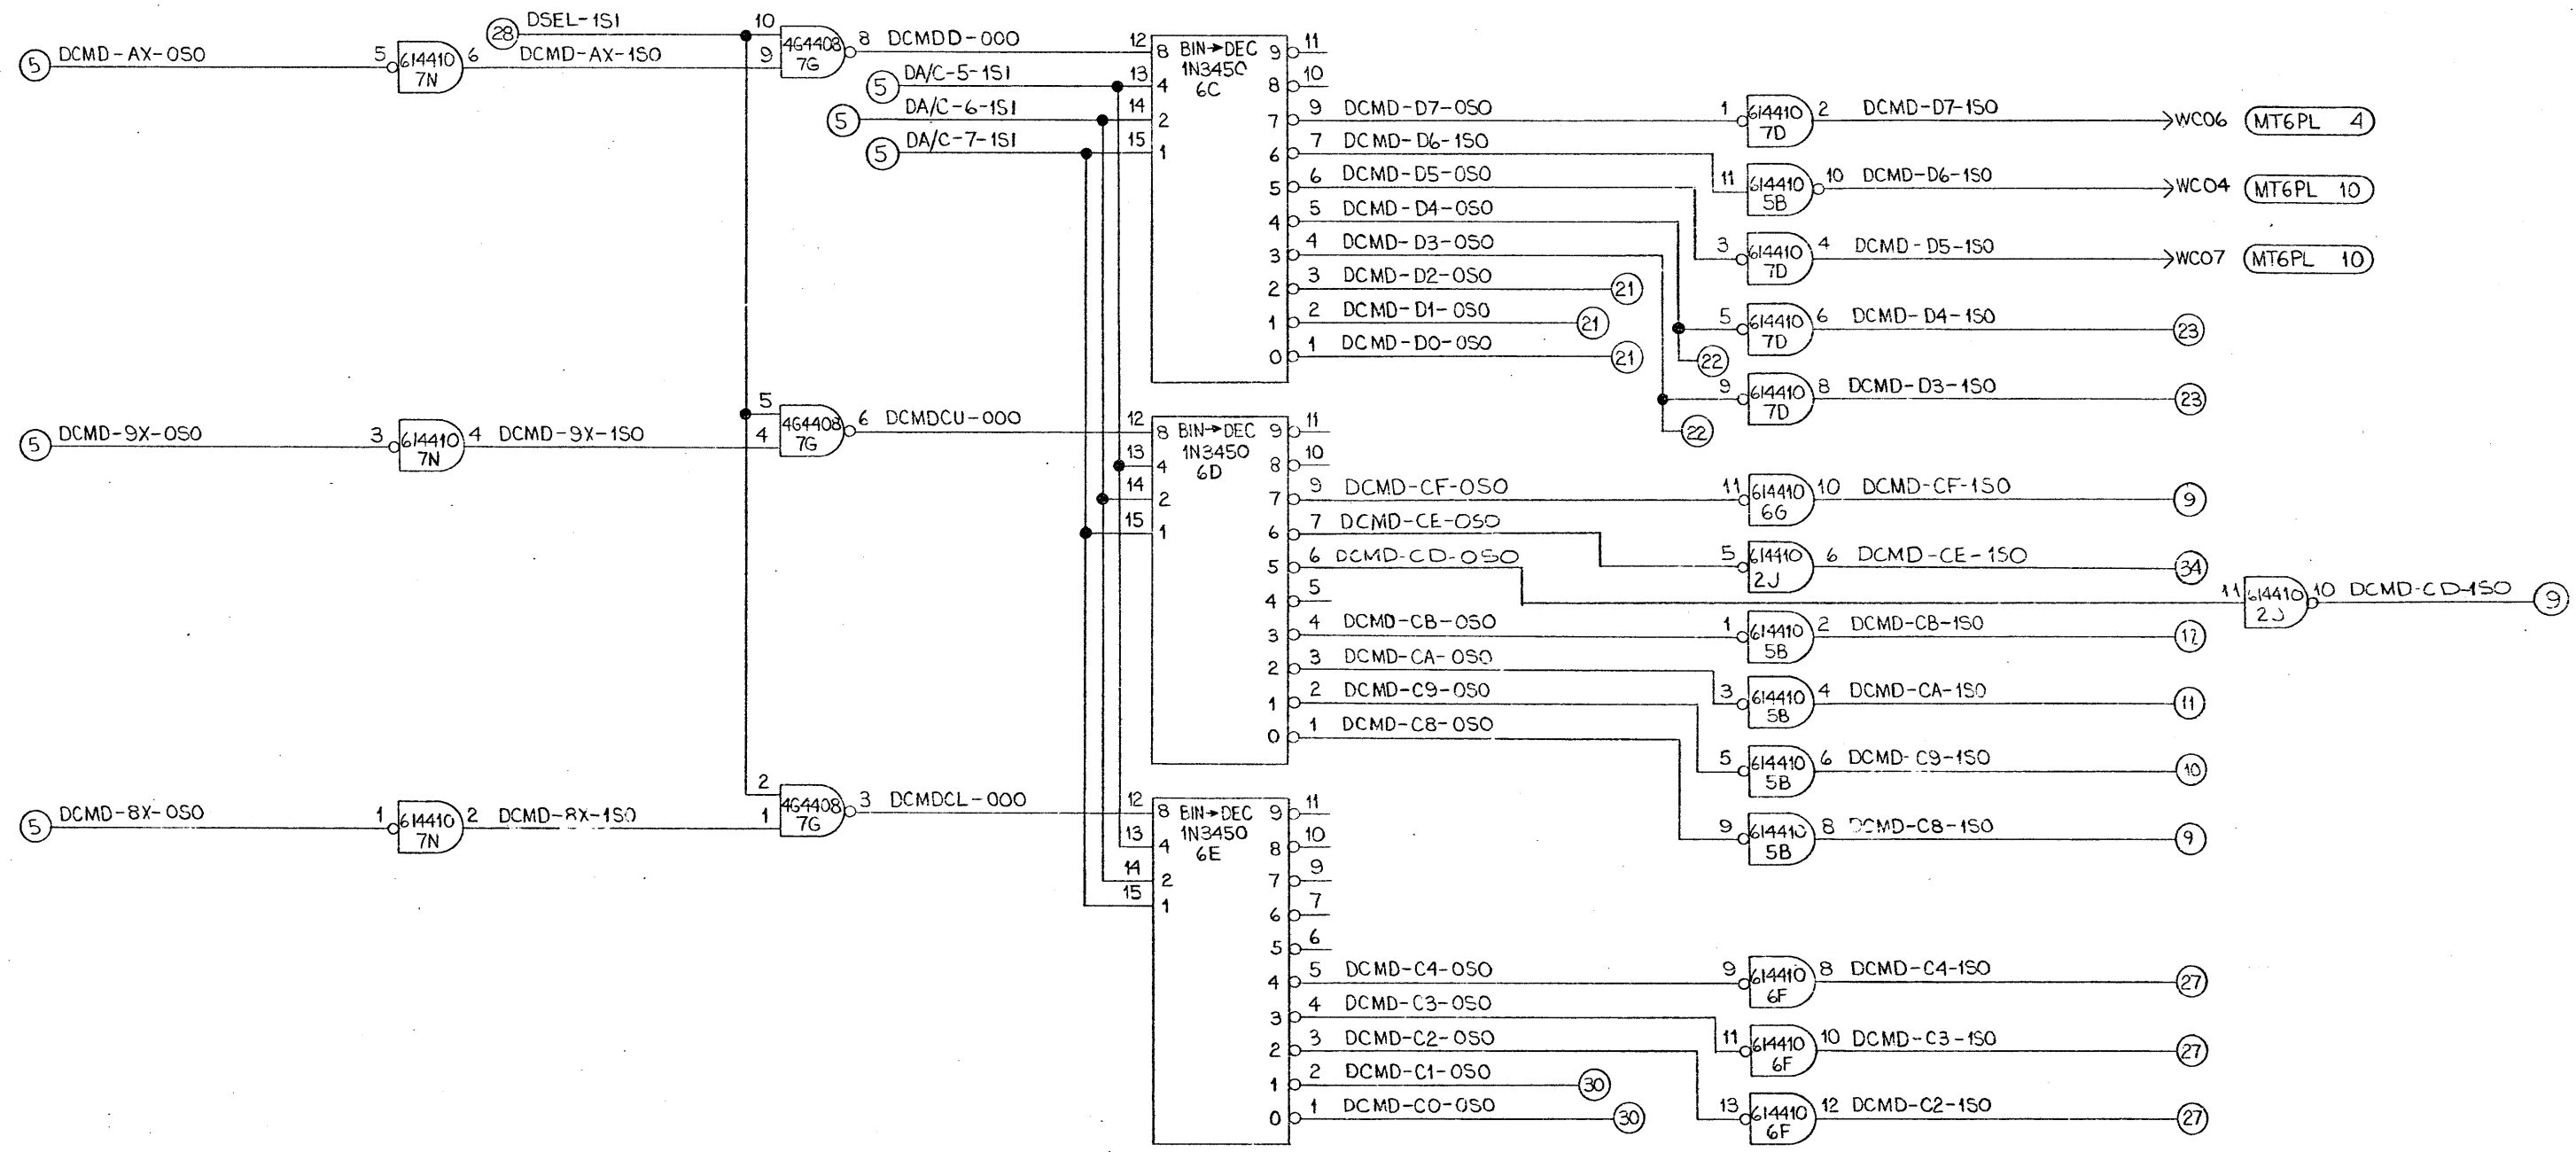 28 DSEL-1SI 10
5 DCMD-AX-0S0 5 614410 7N 6 DCMD-AX-1S0 9 464408 7G 8 DCMDD-000 12
5 DA/C-5-1SI 13
5 DA/C-6-1SI 14
5 DA/C-7-1SI 15
8 BIN→DEC 9 11
1N3450
6C
4 8 10
2 7 9 DCMD-D7-0S0 1 614410 7D 2 DCMD-D7-1S0 WC06 MT6PL 4
1 6 7 DCMD-D6-1S0 11 614410 5B 10 DCMD-D6-1S0 WC04 MT6PL 10
5 6 DCMD-D5-0S0 3 614410 7D 4 DCMD-D5-1S0 WC07 MT6PL 10
4 5 DCMD-D4-0S0 5 614410 7D 6 DCMD-D4-1S0 23
22
3 4 DCMD-D3-0S0 9 614410 7D 8 DCMD-D3-1S0 23
22
2 3 DCMD-D2-0S0 21
1 2 DCMD-D1-0S0 21
0 1 DCMD-D0-0S0 21
5 DCMD-9X-0S0 3 614410 7N 4 DCMD-9X-1S0 5 4 464408 7G 6 DCMDCU-000 12
13
14
15
8 BIN→DEC 9 11
1N3450
6D
4 8 10
2 7 9 DCMD-CF-0S0 11 614410 6G 10 DCMD-CF-1S0 9
1 6 7 DCMD-CE-0S0 5 614410 2J 6 DCMD-CE-1S0 34
5 6 DCMD-CD-0S0 11 614410 2J 10 DCMD-CD-1S0 9
4 5
3 4 DCMD-CB-0S0 1 614410 5B 2 DCMD-CB-1S0 12
2 3 DCMD-CA-0S0 3 614410 5B 4 DCMD-CA-1S0 11
1 2 DCMD-C9-0S0 5 614410 5B 6 DCMD-C9-1S0 10
0 1 DCMD-C8-0S0 9 614410 5B 8 DCMD-C8-1S0 9
5 DCMD-8X-0S0 1 614410 7N 2 DCMD-8X-1S0 2 1 464408 7G 3 DCMDCL-000 12
13
14
15
8 BIN→DEC 9 11
1N3450
6E
4 8 10
2 7 9
1 6 7
5 6
4 5 DCMD-C4-0S0 9 614410 6F 8 DCMD-C4-1S0 27
3 4 DCMD-C3-0S0 11 614410 6F 10 DCMD-C3-1S0 27
2 3 DCMD-C2-0S0 13 614410 6F 12 DCMD-C2-1S0 27
1 2 DCMD-C1-0S0 30
0 1 DCMD-C0-0S0 30